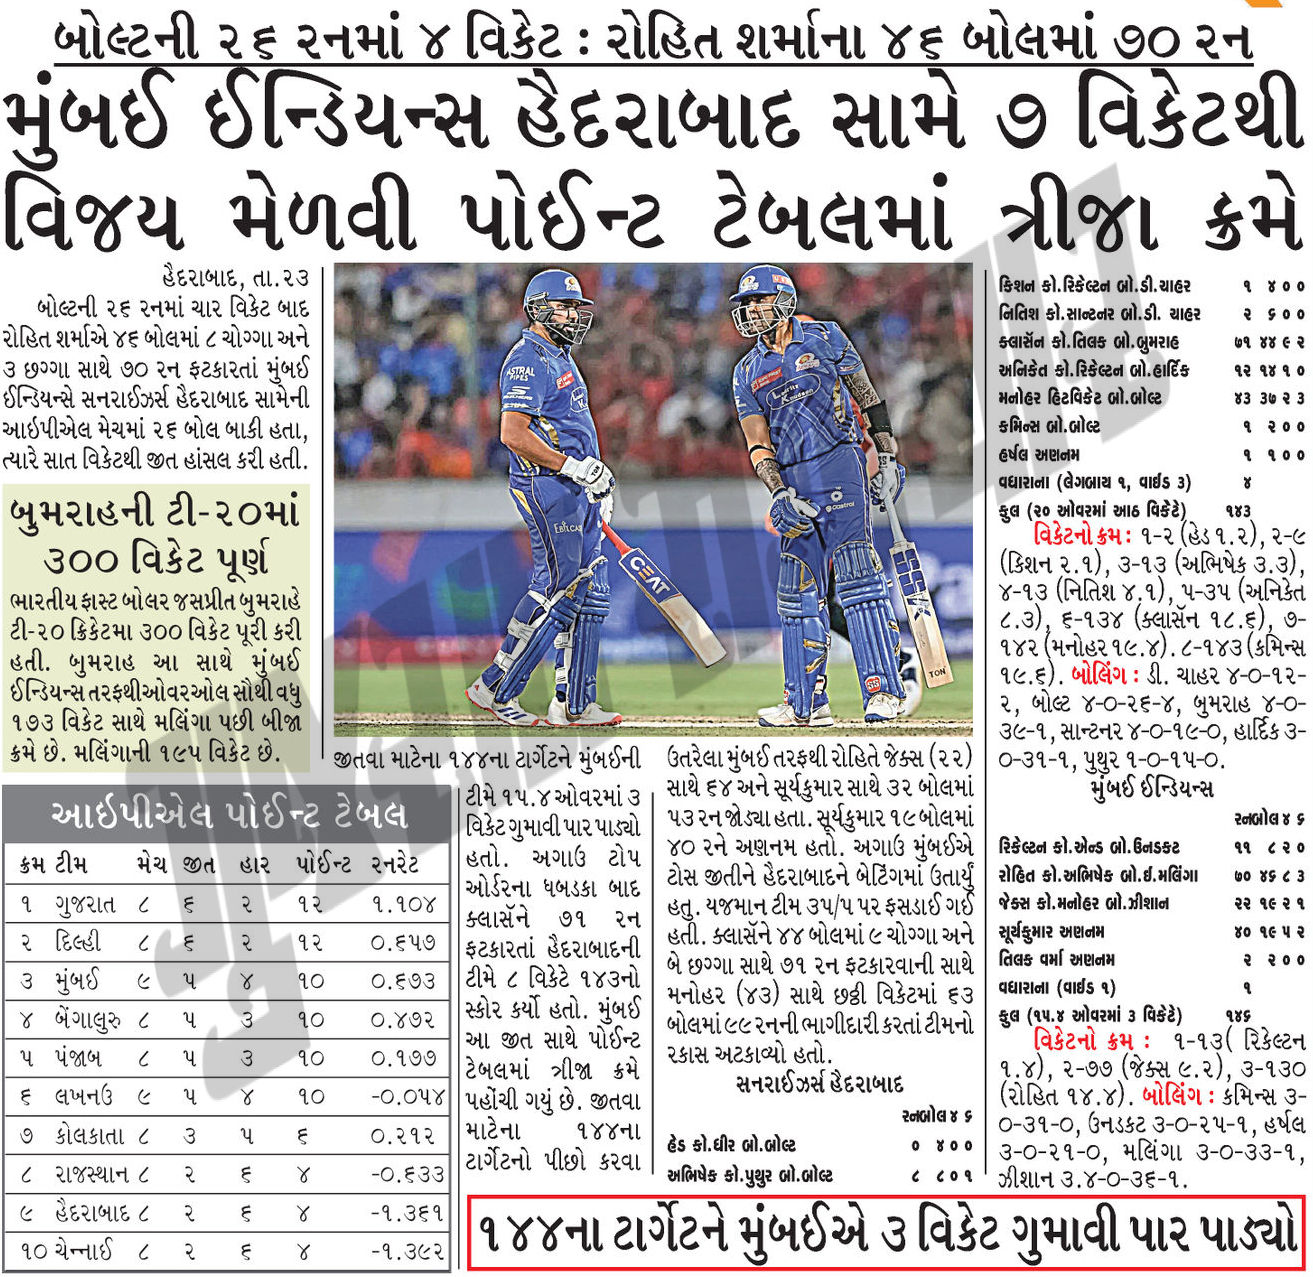 બોલ્ટની ૨૬ રનમાં ૪ વિકેટ : રોહિત શર્માના ૪૬ બોલમાં ૭૦ રન
મુંબઈ ઈન્ડિયન્સ હૈદરાબાદ સામે ૭ વિકેટથી
વિજય મેળવી પોઈન્ટ ટેબલમાં ત્રીજા ક્રમે
હૈદરાબાદ, તા.૨૩
બોલ્ટની ૨૬ રનમાં ચાર વિકેટ બાદ
રોહિત શર્માએ ૪૬ બોલમાં ૮ ચોગ્ગા અને
૩ છગ્ગા સાથે ૭૦ રન ફટકારતાં મુંબઈ
ઈન્ડિયન્સે સનરાઈઝર્સ હૈદરાબાદ સામેની
આઇપીએલ મેચમાં ૨૬ બોલ બાકી હતા,
ત્યારે સાત વિકેટથી જીત હાંસલ કરી હતી.
બુમરાહની ટી-૨૦માં
૩૦૦ વિકેટ પૂર્ણ
ભારતીય ફાસ્ટ બોલર જસપ્રીત બુમરાહે
ટી-૨૦ ક્રિકેટમા ૩૦૦ વિકેટ પૂરી કરી
હતી. બુમરાહ આ સાથે મુંબઈ
ઈન્ડિયન્સ તરફથીઓવરઓલ સૌથી વધુ
૧૭૩ વિકેટ સાથે મલિંગા પછી બીજા
ક્રમે છે. મલિંગાની ૧૯૫ વિકેટ છે.
આઇપીએલ પોઈન્ટ ટેબલ
ક્રમ ટીમ મેચ જીત હાર પોઈન્ટ રનરેટ
૧ ગુજરાત ૮ ૬ ૨ ૧૨ ૧.૧૦૪
૨ દિલ્હી ૮ ૬ ૨ ૧૨ ૦.૬૫૭
૩ મુંબઈ ૯ ૫ ૪ ૧૦ ૦.૬૭૩
૪ બેંગાલુરુ ૮ ૫ ૩ ૧૦ ૦.૪૭૨
૫ પંજાબ ૮ ૫ ૩ ૧૦ ૦.૧૭૭
૬ લખનઉ ૯ ૫ ૪ ૧૦ -૦.૦૫૪
૭ કોલકાતા ૮ ૩ ૫ ૬ ૦.૨૧૨
૮ રાજસ્થાન ૮ ૨ ૬ ૪ -૦.૬૩૩
૯ હૈદરાબાદ ૮ ૨ ૬ ૪ -૧.૩૬૧
૧૦ ચેન્નાઈ ૮ ૨ ૬ ૪ -૧.૩૯૨
ASTRAL
PIPES
SKECHERS
EBIXCASH
CEAT
TON
Castrol
TON
જીતવા માટેના ૧૪૪ના ટાર્ગેટને મુંબઈની
ટીમે ૧૫.૪ ઓવરમાં ૩
વિકેટ ગુમાવી પાર પાડ્યો
હતો. અગાઉ ટોપ
ઓર્ડરના ધબડકા બાદ
ક્લાસૅને ૭૧ રન
ફટકારતાં હૈદરાબાદની
ટીમે ૮ વિકેટે ૧૪૩નો
સ્કોર કર્યો હતો. મુંબઈ
આ જીત સાથે પોઈન્ટ
ટેબલમાં ત્રીજા ક્રમે
પહોંચી ગયું છે. જીતવા
માટેના ૧૪૪ના
ટાર્ગેટનો પીછો કરવા
ઉતરેલા મુંબઈ તરફથી રોહિતે જેક્સ (૨૨)
સાથે ૬૪ અને સૂર્યકુમાર સાથે ૩૨ બોલમાં
૫૩ રન જોડ્યા હતા. સૂર્યકુમાર ૧૯ બોલમાં
૪૦ રને અણનમ હતો. અગાઉ મુંબઈએ
ટોસ જીતીને હૈદરાબાદને બેટિંગમાં ઉતાર્યું
હતુ. યજમાન ટીમ ૩૫/૫ પર ફસડાઈ ગઈ
હતી. ક્લાસૅને ૪૪ બોલમાં ૯ ચોગ્ગા અને
બે છગ્ગા સાથે ૭૧ રન ફટકારવાની સાથે
મનોહર (૪૩) સાથે છઠ્ઠી વિકેટમાં ૬૩
બોલમાં ૯૯ રનની ભાગીદારી કરતાં ટીમનો
રકાસ અટકાવ્યો હતો.
સનરાઈઝર્સ હૈદરાબાદ
રનબોલ ૪ ૬
હેડ કો.ધીર બો.બોલ્ટ ૦ ૪ ૦ ૦
અભિષેક કો.પુથુર બો.બોલ્ટ ૮ ૮ ૦ ૧
કિશન કો.રિકેલ્ટન બો.ડી.ચાહર ૧ ૪ ૦ ૦
નિતિશ કો.સાન્ટનર બો.ડી. ચાહર ૨ ૬ ૦ ૦
ક્લાસૅન કો.તિલક બો.બુમરાહ ૭૧ ૪૪ ૯ ૨
અનિકેત કો.રિકેલ્ટન બો.હાર્દિક ૧૨ ૧૪ ૧ ૦
મનોહર હિટવિકેટ બો.બોલ્ટ ૪૩ ૩૭ ૨ ૩
કમિન્સ બો.બોલ્ટ ૧ ૨ ૦ ૦
હર્ષલ અણનમ ૧ ૧ ૦ ૦
વધારાના (લેગબાય ૧, વાઈડ ૩) ૪
કુલ (૨૦ ઓવરમાં આઠ વિકેટે) ૧૪૩
વિકેટનો ક્રમ : ૧-૨ (હેડ ૧.૨), ૨-૯
(કિશન ૨.૧), ૩-૧૩ (અભિષેક ૩.૩),
૪-૧૩ (નિતિશ ૪.૧), ૫-૩૫ (અનિકેત
૮.૩), ૬-૧૩૪ (ક્લાસૅન ૧૮.૬), ૭-
૧૪૨ (મનોહર ૧૯.૪). ૮-૧૪૩ (કમિન્સ
૧૯.૬). બોલિંગ : ડી. ચાહર ૪-૦-૧૨-
૨, બોલ્ટ ૪-૦-૨૬-૪, બુમરાહ ૪-૦-
૩૯-૧, સાન્ટનર ૪-૦-૧૯-૦, હાર્દિક ૩-
૦-૩૧-૧, પુથુર ૧-૦-૧૫-૦.
મુંબઈ ઈન્ડિયન્સ
રનબોલ ૪ ૬
રિકેલ્ટન કો.એન્ડ બો.ઉનડકટ ૧૧ ૮ ૨ ૦
રોહિત કો.અભિષેક બો.ઈ.મલિંગા ૭૦ ૪૬ ૮ ૩
જેક્સ કો.મનોહર બો.ઝીશાન ૨૨ ૧૯ ૨ ૧
સૂર્યકુમાર અણનમ ૪૦ ૧૯ ૫ ૨
તિલક વર્મા અણનમ ૨ ૨ ૦ ૦
વધારાના (વાઈડ ૧) ૧
કુલ (૧૫.૪ ઓવરમાં ૩ વિકેટે) ૧૪૬
વિકેટનો ક્રમ : ૧-૧૩( રિકેલ્ટન
૧.૪), ૨-૭૭ (જેક્સ ૯.૨), ૩-૧૩૦
(રોહિત ૧૪.૪). બોલિંગ : કમિન્સ ૩-
૦-૩૧-૦, ઉનડકટ ૩-૦-૨૫-૧, હર્ષલ
૩-૦-૨૧-૦, મલિંગા ૩-૦-૩૩-૧,
ઝીશાન ૩.૪-૦-૩૬-૧.
૧૪૪ના ટાર્ગેટને મુંબઈએ ૩ વિકેટ ગુમાવી પાર પાડ્યો